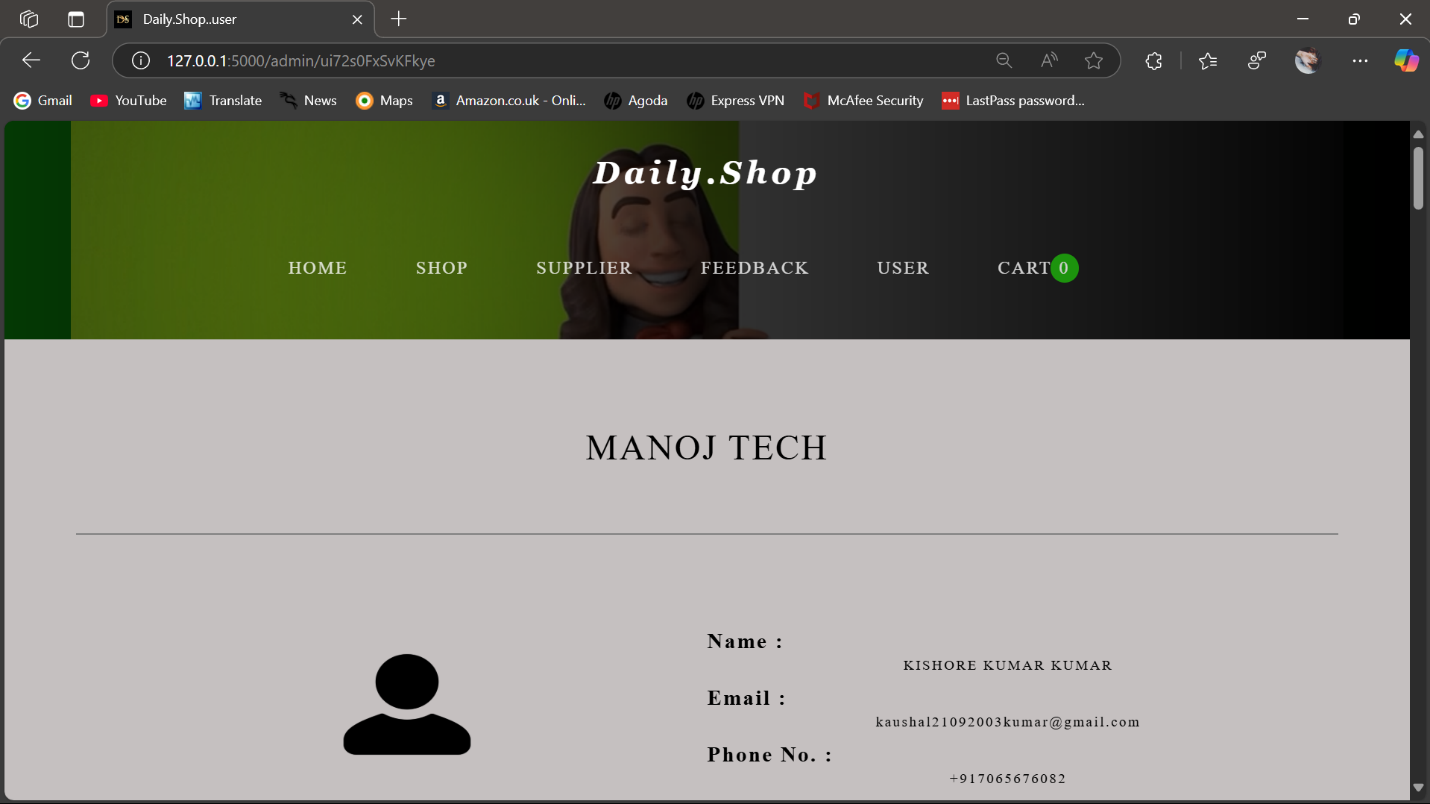 Daily.Shop..user
127.0.0.1:5000/admin/ui72s0FxSvKFkye
Gmail YouTube Translate News Maps Amazon.co.uk - Onli... Agoda Express VPN McAfee Security LastPass password...
Daily.Shop
HOME SHOP SUPPLIER FEEDBACK USER CART 0
MANOJ TECH
Name :
KISHORE KUMAR KUMAR
Email :
kaushal21092003kumar@gmail.com
Phone No. :
+917065676082